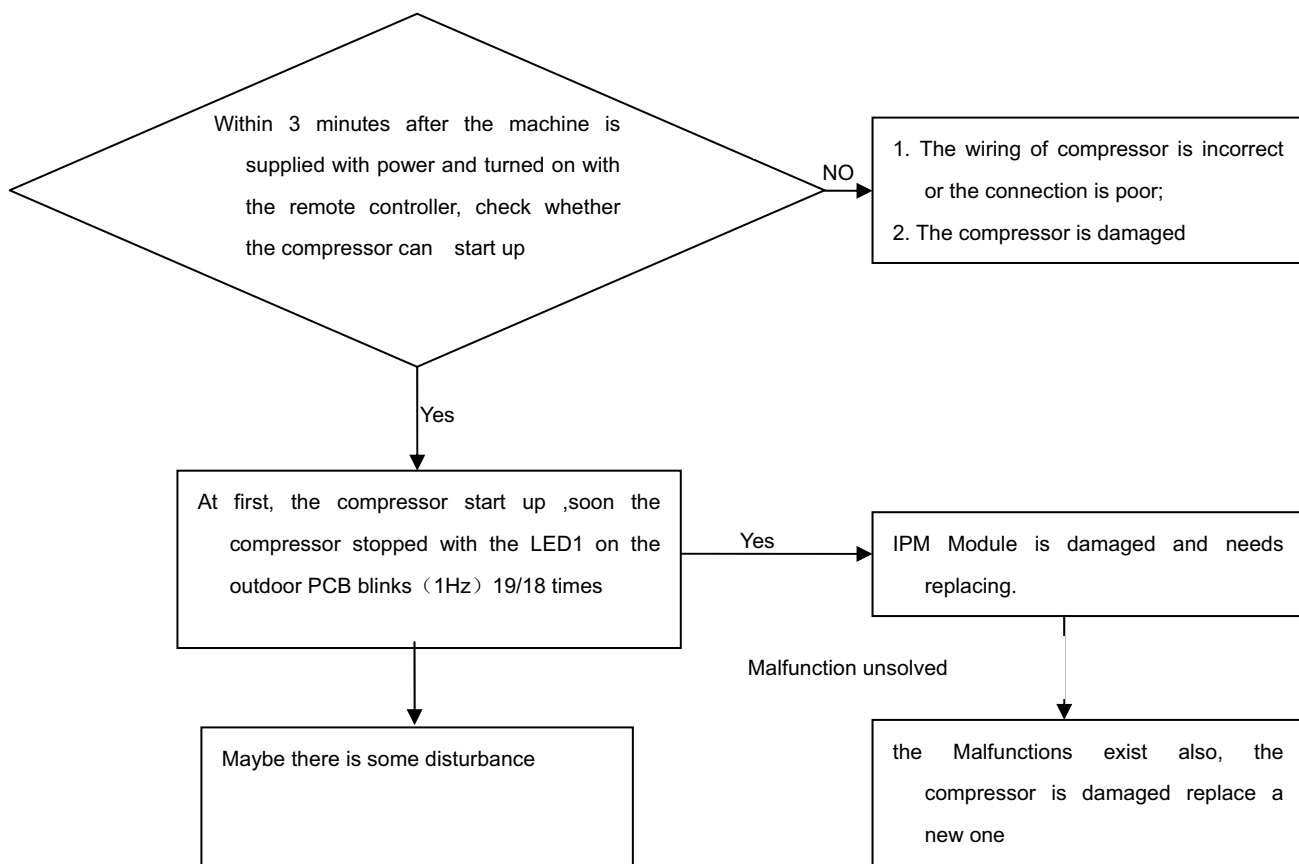 Within 3 minutes after the machine is
supplied with power and turned on with
the remote controller, check whether
the compressor can start up
NO
1. The wiring of compressor is incorrect
or the connection is poor;
2. The compressor is damaged
Yes
At first, the compressor start up ,soon the
compressor stopped with the LED1 on the
outdoor PCB blinks（1Hz）19/18 times
Yes
IPM Module is damaged and needs
replacing.
Malfunction unsolved
Maybe there is some disturbance
the Malfunctions exist also, the
compressor is damaged replace a
new one